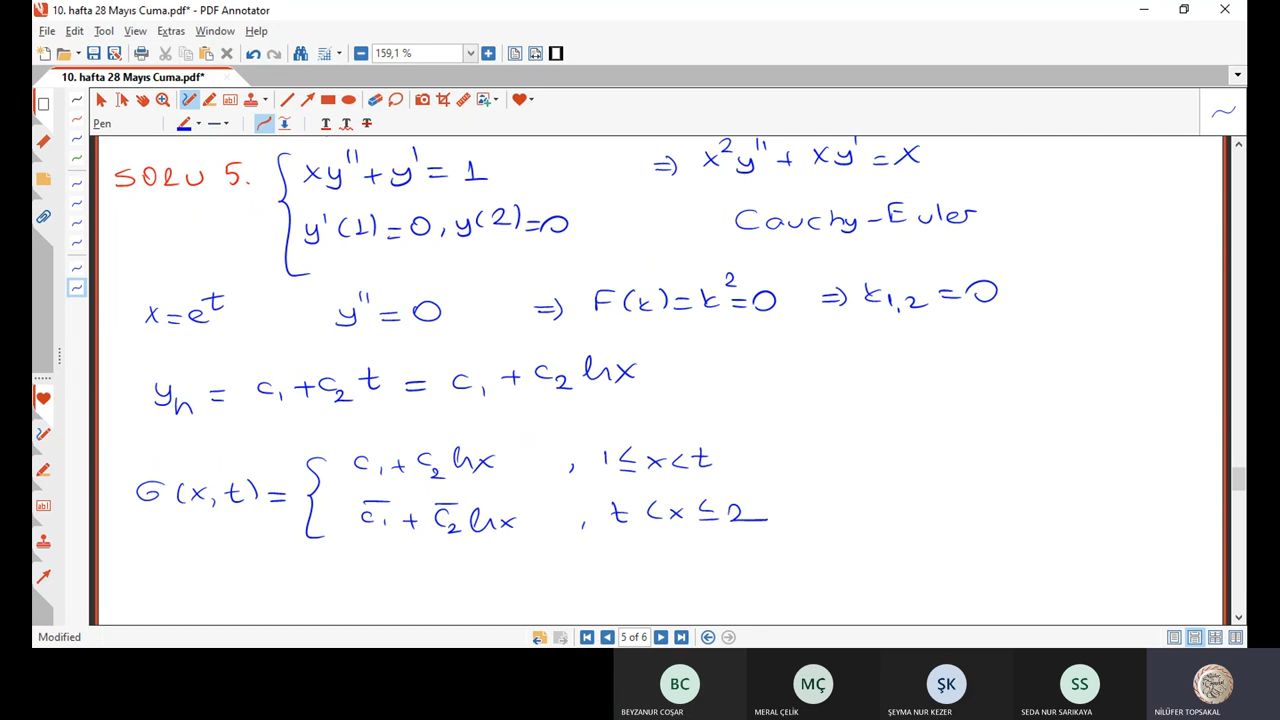 10. hafta 28 Mayıs Cuma.pdf* - PDF Annotator
File Edit Tool View Extras Window Help
159,1 %
10. hafta 28 Mayıs Cuma.pdf*
Pen
SORU 5. { xy'' + y' = 1 ⇒ x²y'' + xy' = x
y'(1) = 0, y(2) = 0 Cauchy-Euler
x = e^t y'' = 0 ⇒ F(k) = k² = 0 ⇒ k₁,₂ = 0
y_h = c₁ + c₂ t = c₁ + c₂ lnx
G(x,t) = { c₁ + c₂ lnx , 1 ≤ x < t
c̅₁ + c̅₂ lnx , t < x ≤ 2
Modified 5 of 6
BC MÇ ŞK SS
BEYZANUR COŞAR MERAL ÇELİK ŞEYMA NUR KEZER SEDA NUR SARIKAYA NİLÜFER TOPSAKAL